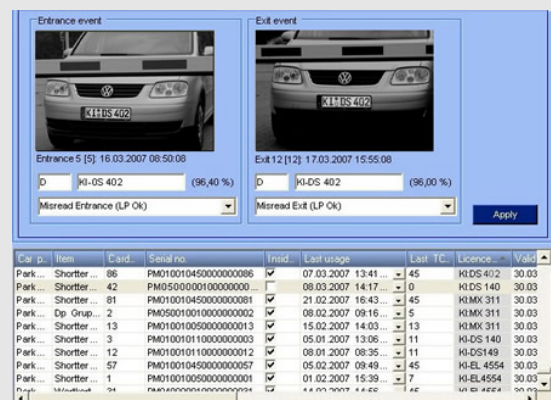 Entrance event
Exit event
KI DS 402
KI DS 402
Entrance 5 [5]: 16.03.2007 08:50:08
Exit 12 [12]: 17.03.2007 15:55:08
D KI-0S 402 (96,40 %)
D KI-DS 402 (96,00 %)
Misread Entrance (LP Ok)
Misread Exit (LP Ok)
Apply
Car p.. Item Card... Serial no. Insid... Last usage Last TC.. Licence... Valid
Park... Shortter ... 86 PM010010450000000086 07.03.2007 13:41 ... 45 KI:DS 402 30.03
Park... Shortter ... 42 PM0500000100000000... 08.03.2007 14:17... 0 KI:DS 140 30.03
Park... Shortter ... 81 PM010010450000000081 21.02.2007 16:43 ... 45 KI:MX 311 30.03
Park... Dp Grup... 2 PM050010010000000002 08.02.2007 09:16 ... 5 KI:MX 311 30.03
Park... Shortter ... 13 PM010010050000000013 15.02.2007 14:03 ... 13 KI:MX 311 30.03
Park... Shortter ... 3 PM010010110000000003 05.01.2007 13:06 ... 11 KI-DS 140 30.03
Park... Shortter ... 12 PM010010110000000012 08.01.2007 08:35 ... 11 KI-DS149 30.03
Park... Shortter ... 57 PM010010450000000057 05.02.2007 09:49 ... 45 KI-EL 4554 30.03
Park... Shortter ... 1 PM010010050000000001 01.02.2007 15:39 ... 7 KI-EL4554 30.03